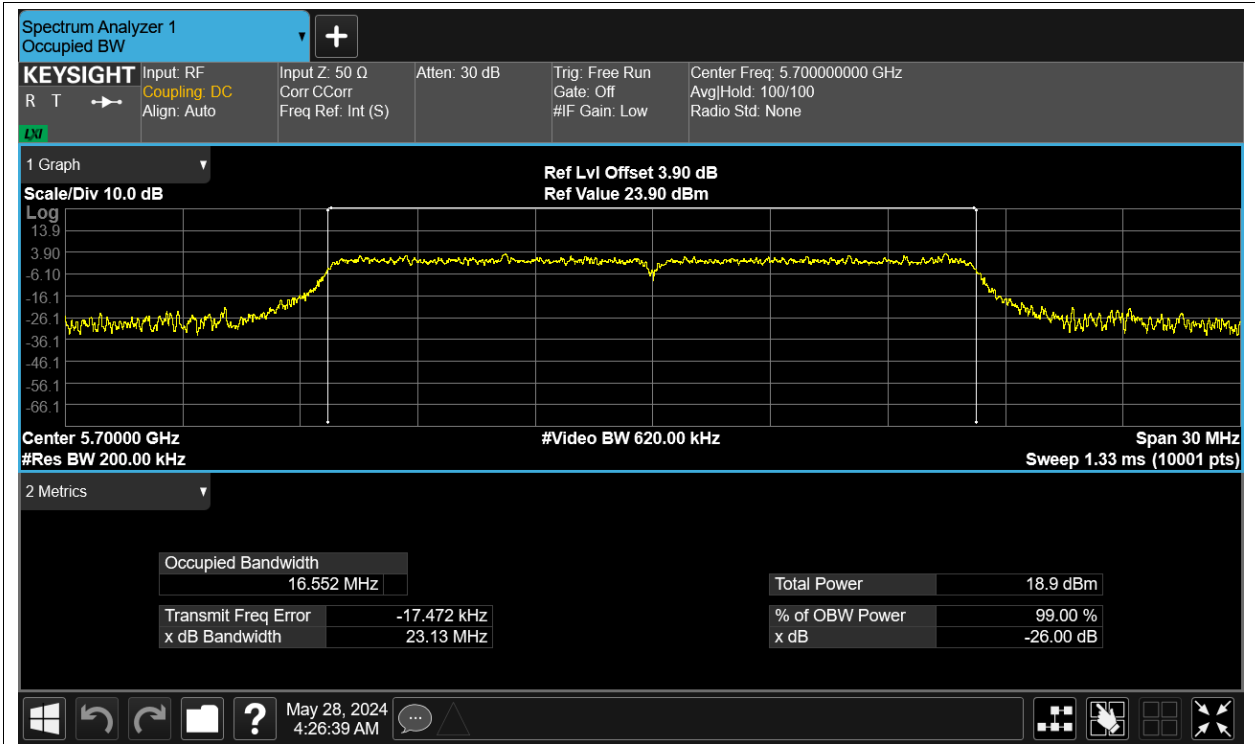 Spectrum Analyzer 1
Occupied BW
KEYSIGHT
R T
LXI
Input: RF
Coupling: DC
Align: Auto
Input Z: 50 Ω
Corr CCorr
Freq Ref: Int (S)
Atten: 30 dB
Trig: Free Run
Gate: Off
#IF Gain: Low
Center Freq: 5.700000000 GHz
Avg|Hold: 100/100
Radio Std: None
1 Graph
Scale/Div 10.0 dB
Ref Lvl Offset 3.90 dB
Ref Value 23.90 dBm
Log
13.9
3.90
-6.10
-16.1
-26.1
-36.1
-46.1
-56.1
-66.1
Center 5.70000 GHz
#Video BW 620.00 kHz
Span 30 MHz
#Res BW 200.00 kHz
Sweep 1.33 ms (10001 pts)
2 Metrics
Occupied Bandwidth
16.552 MHz
Total Power 18.9 dBm
Transmit Freq Error -17.472 kHz
% of OBW Power 99.00 %
x dB Bandwidth 23.13 MHz
x dB -26.00 dB
?
May 28, 2024
4:26:39 AM